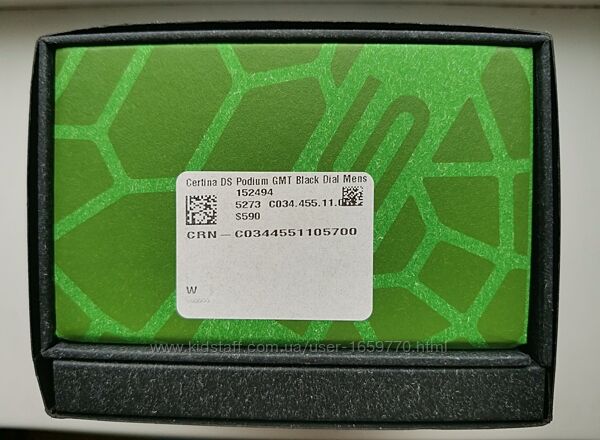 Certina DS Podium GMT Black Dial Mens
152494
5273 C034.455.11.0
$590
CRN – C0344551105700
W
www.kidstaff.com.ua/user-1659770.html